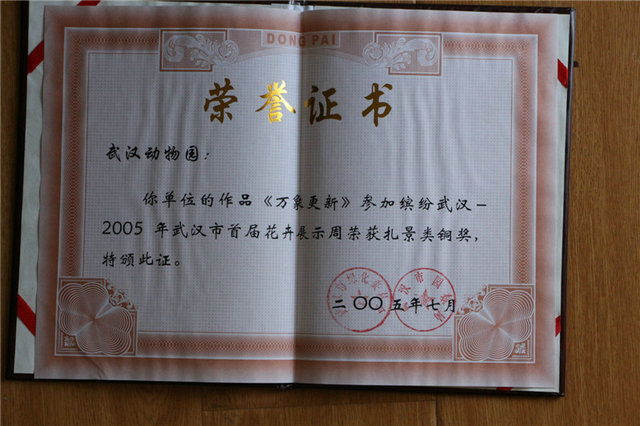 DONG PAI
荣誉证书
武汉动物园：
你单位的作品《万象更新》参加缤纷武汉-
2005 年武汉市首届花卉展示周荣获扎景类铜奖，
特颁此证。
二〇〇五年七月